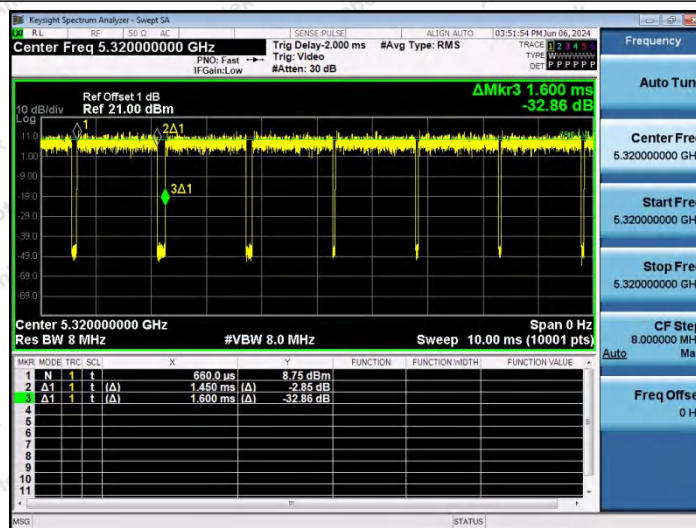 Keysight Spectrum Analyzer - Swept SA
RL RF 50 Ω AC SENSE:PULSE ALIGN AUTO 03:51:54 PM Jun 06, 2024
Center Freq 5.320000000 GHz Trig Delay-2.000 ms #Avg Type: RMS TRACE 1 2 3 4 5 6
PNO: Fast Trig: Video TYPE
IFGain:Low #Atten: 30 dB DET P P P P P P
ΔMkr3 1.600 ms
-32.86 dB
Ref Offset 1 dB
10 dB/div Ref 21.00 dBm
Log
11.0
1.00
-9.00
-19.0
-29.0
-39.0
-49.0
-59.0
-69.0
1
2Δ1
3Δ1
Center 5.320000000 GHz Span 0 Hz
Res BW 8 MHz #VBW 8.0 MHz Sweep 10.00 ms (10001 pts)
MKR MODE TRC SCL X Y FUNCTION FUNCTION WIDTH FUNCTION VALUE
1 N 1 t 660.0 µs 8.75 dBm
2 Δ1 1 t (Δ) 1.450 ms (Δ) -2.85 dB
3 Δ1 1 t (Δ) 1.600 ms (Δ) -32.86 dB
4
5
6
7
8
9
10
11
MSG STATUS
Frequency
Auto Tun
Center Fre
5.320000000 GH
Start Fre
5.320000000 GH
Stop Fre
5.320000000 GH
CF Step
8.000000 MH
Auto Ma
Freq Offse
0 H